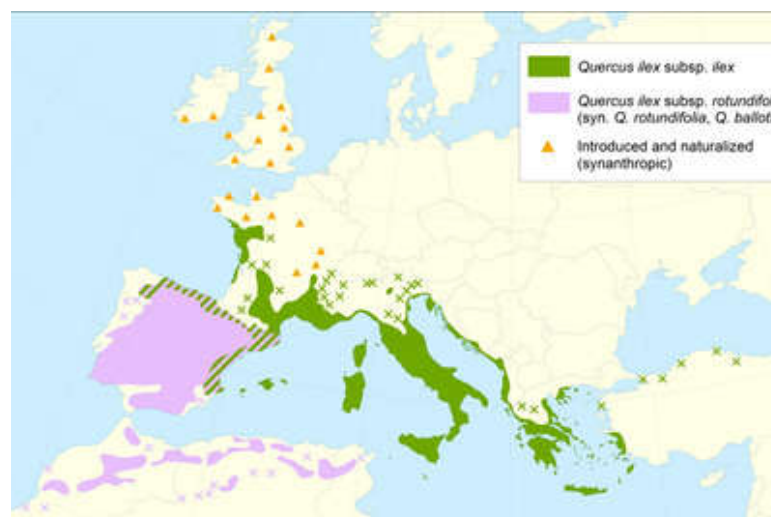 Quercus ilex subsp. ilex
Quercus ilex subsp. rotundifo
(syn. Q. rotundifolia, Q. ballot
Introduced and naturalized
(synanthropic)